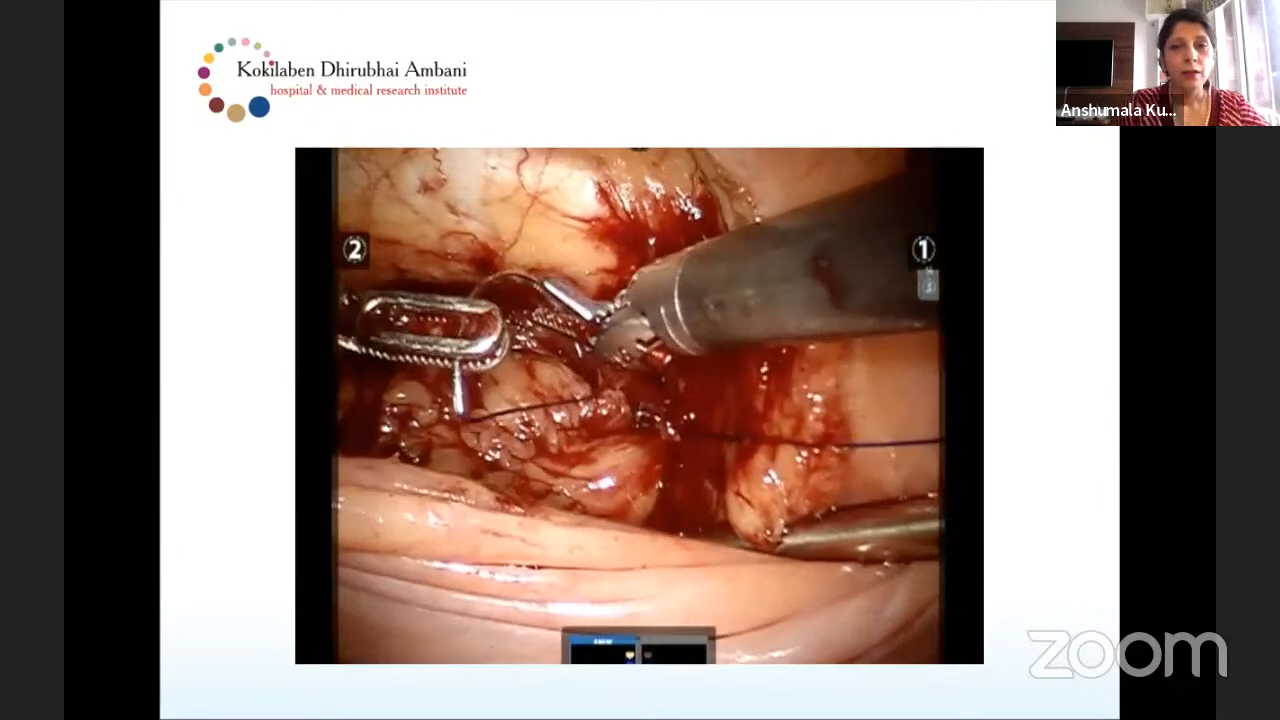 Kokilaben Dhirubhai Ambani
hospital & medical research institute
Anshumala Ku...
2
1
zoom